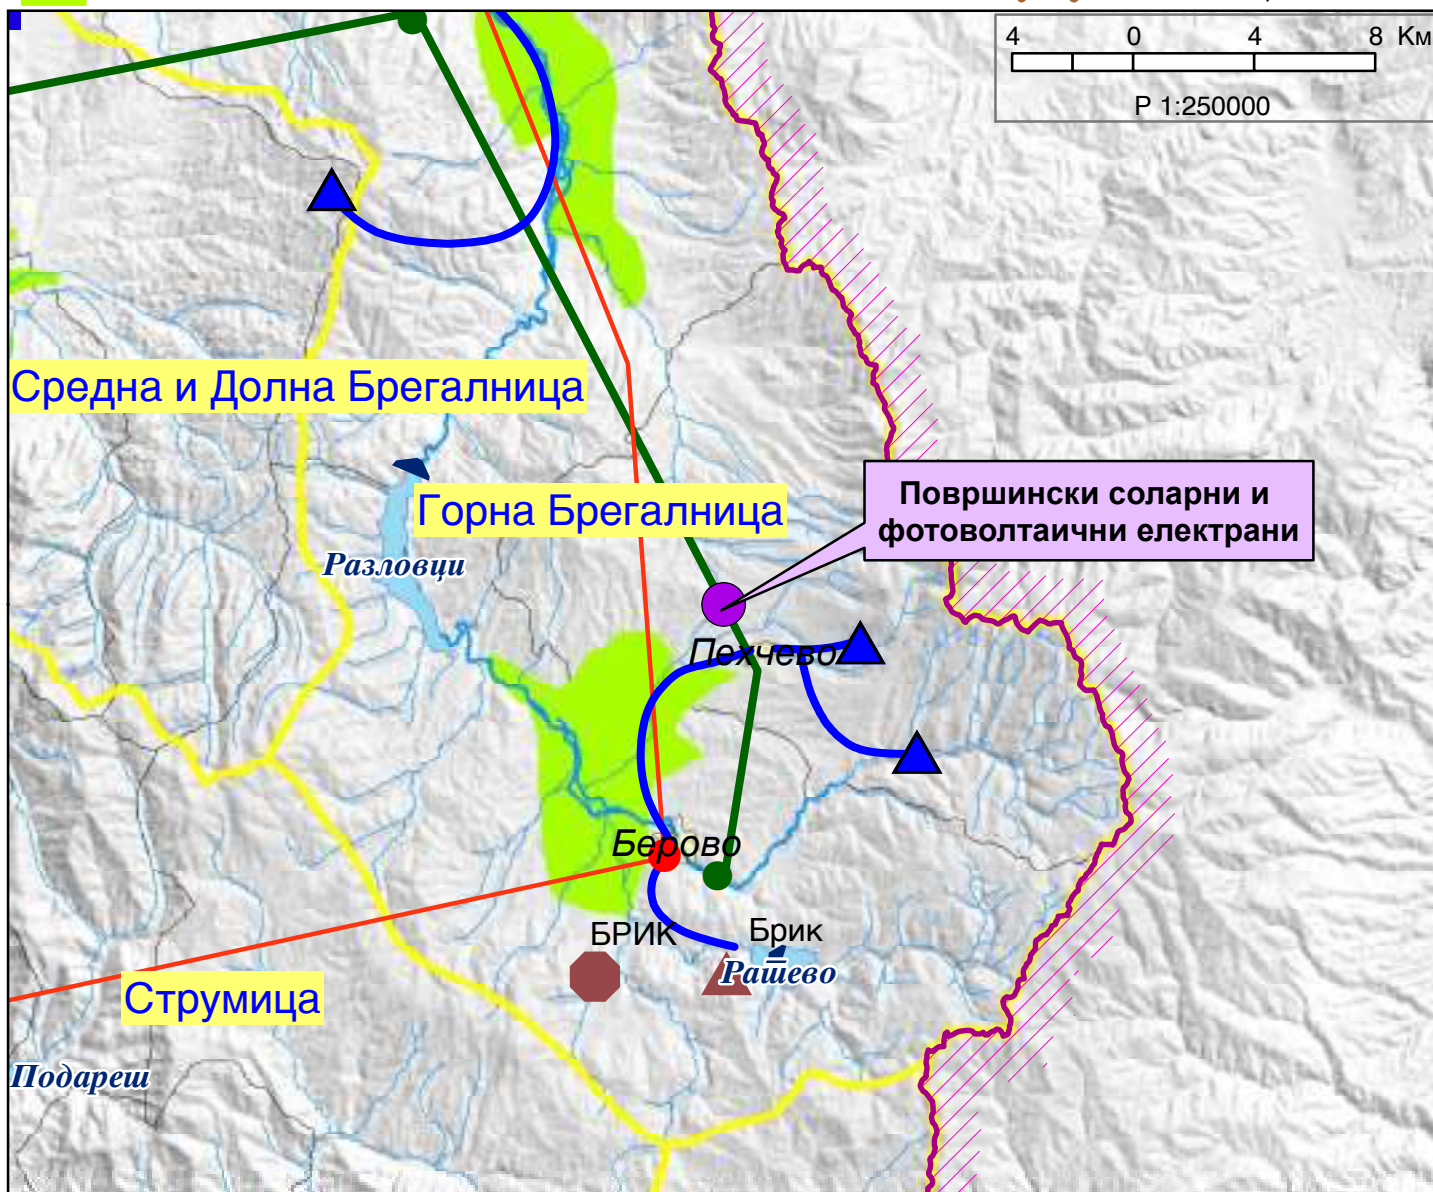 4 0 4 8 Км
Р 1:250000
Средна и Долна Брегалница
Површински соларни и
фотоволтаични електрани
Горна Брегалница
Разловци
Пехчево
Берово
БРИК
Брик
Рашево
Струмица
Подареш